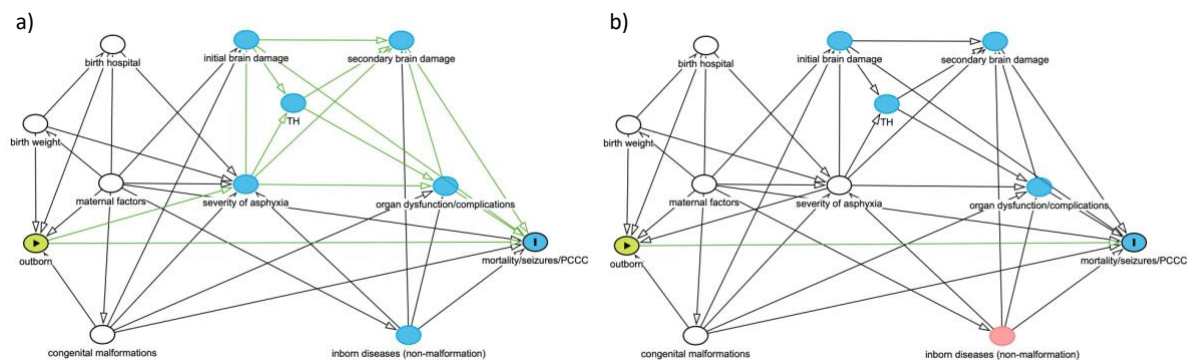 a)
birth hospital
initial brain damage
secondary brain damage
TH
birth weight
maternal factors
severity of asphyxia
organ dysfunction/complications
outborn
mortality/seizures/PCCC
congenital malformations
inborn diseases (non-malformation)
b)
birth hospital
initial brain damage
secondary brain damage
TH
birth weight
maternal factors
severity of asphyxia
organ dysfunction/complications
outborn
mortality/seizures/PCCC
congenital malformations
inborn diseases (non-malformation)